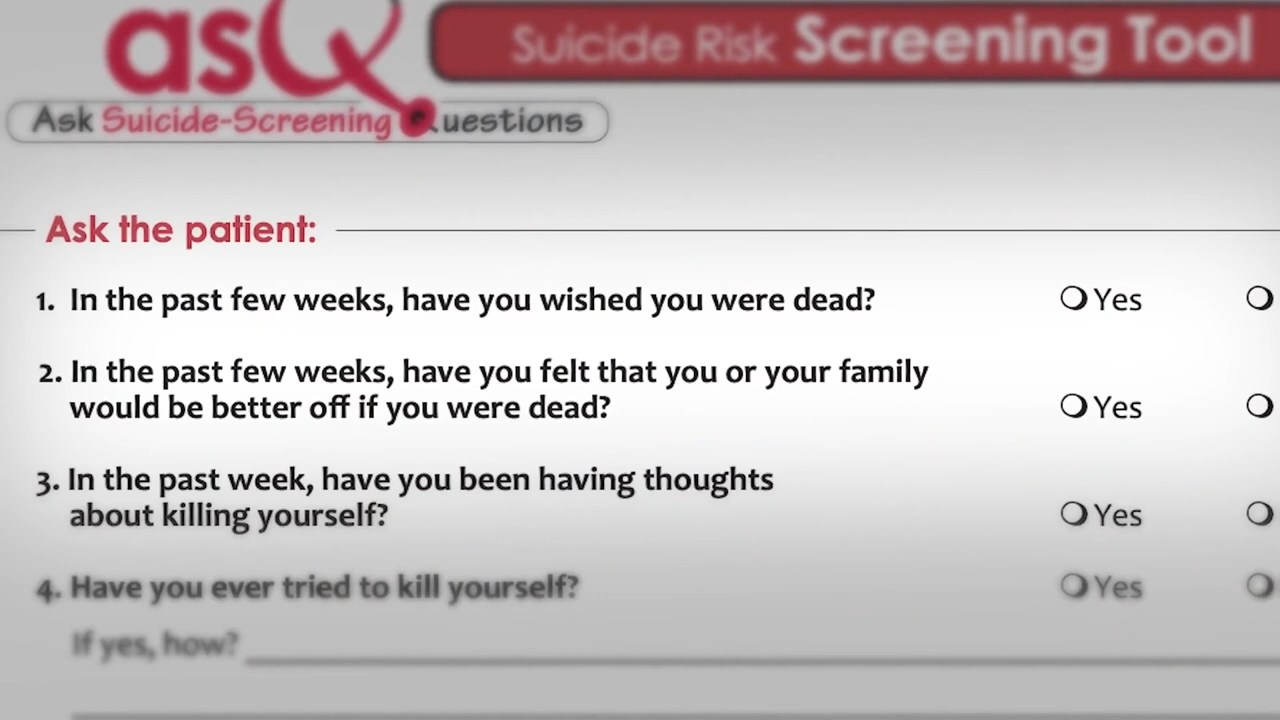 asQ
Suicide Risk Screening Tool
Ask Suicide-Screening Questions
Ask the patient:
1. In the past few weeks, have you wished you were dead?
Yes
2. In the past few weeks, have you felt that you or your family
would be better off if you were dead?
Yes
3. In the past week, have you been having thoughts
about killing yourself?
Yes
4. Have you ever tried to kill yourself?
Yes
If yes, how?